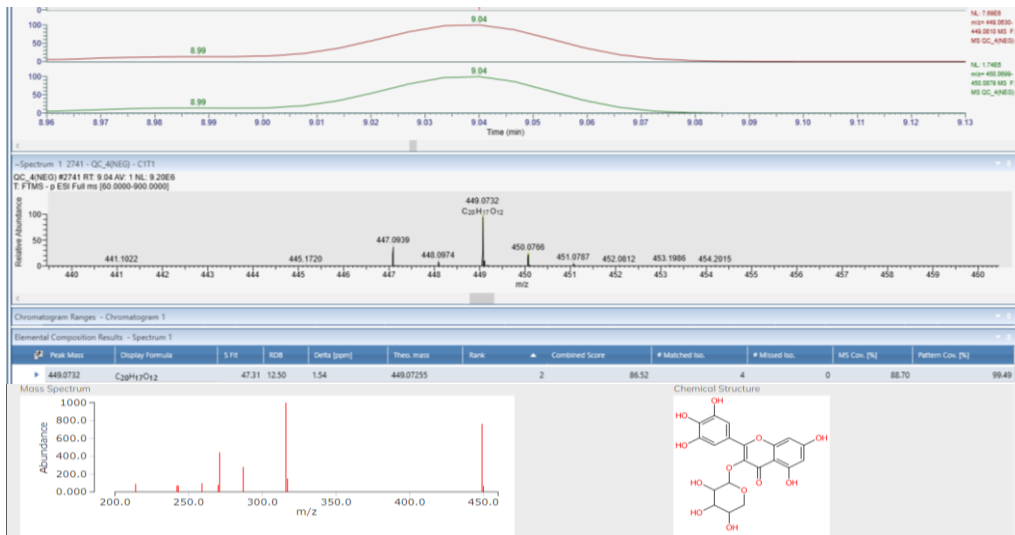 0
9.04
NL: 7.69E6
m/z= 449.0630-
449.0810 MS F:
MS QC_4(NEG)
100
50
0
8.99
9.04
NL: 1.74E6
MS QC_4(NEG)
100
50
0
8.99
8.96 8.97 8.98 8.99 9.00 9.01 9.02 9.03 9.04 9.05 9.06 9.07 9.08 9.09 9.10 9.11 9.12 9.13
Time (min)
~Spectrum 1 2741 - QC_4(NEG) - C1T1
QC_4(NEG) #2741 RT: 9.04 AV: 1 NL: 9.20E6
T: FTMS - p ESI Full ms [60.0000-900.0000]
Relative Abundance
100
50
0
449.0732
C₂₀H₁₇O₁₂
447.0939
450.0766
441.1022 445.1720 448.0974 451.0787 452.0812 453.1986 454.2015
440 441 442 443 444 445 446 447 448 449 450 451 452 453 454 455 456 457 458 459 460
m/z
Chromatogram Ranges - Chromatogram 1
Elemental Composition Results - Spectrum 1
Peak Mass Display Formula S Fit RDB Delta [ppm] Theo. mass Rank Combined Score # Matched Iso. # Missed Iso. MS Cov. [%] Pattern Cov. [%]
449.0732 C₂₀H₁₇O₁₂ 47.31 12.50 1.54 449.07255 2 86.52 4 0 88.70 99.49
Mass Spectrum
Abundance
1000
800.0
600.0
400.0
200.0
0.000
200.0 250.0 300.0 350.0 400.0 450.0
m/z
Chemical Structure
OH
HO
HO
O
OH
O
O
OH
HO
O
HO
OH